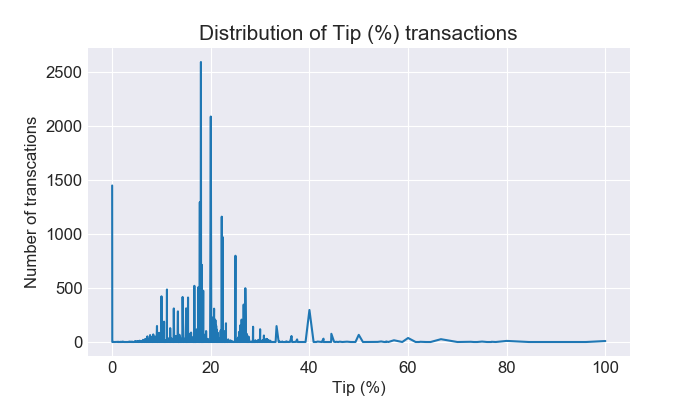 Distribution of Tip (%) transactions
Number of transcations
2500
2000
1500
1000
500
0
0 20 40 60 80 100
Tip (%)